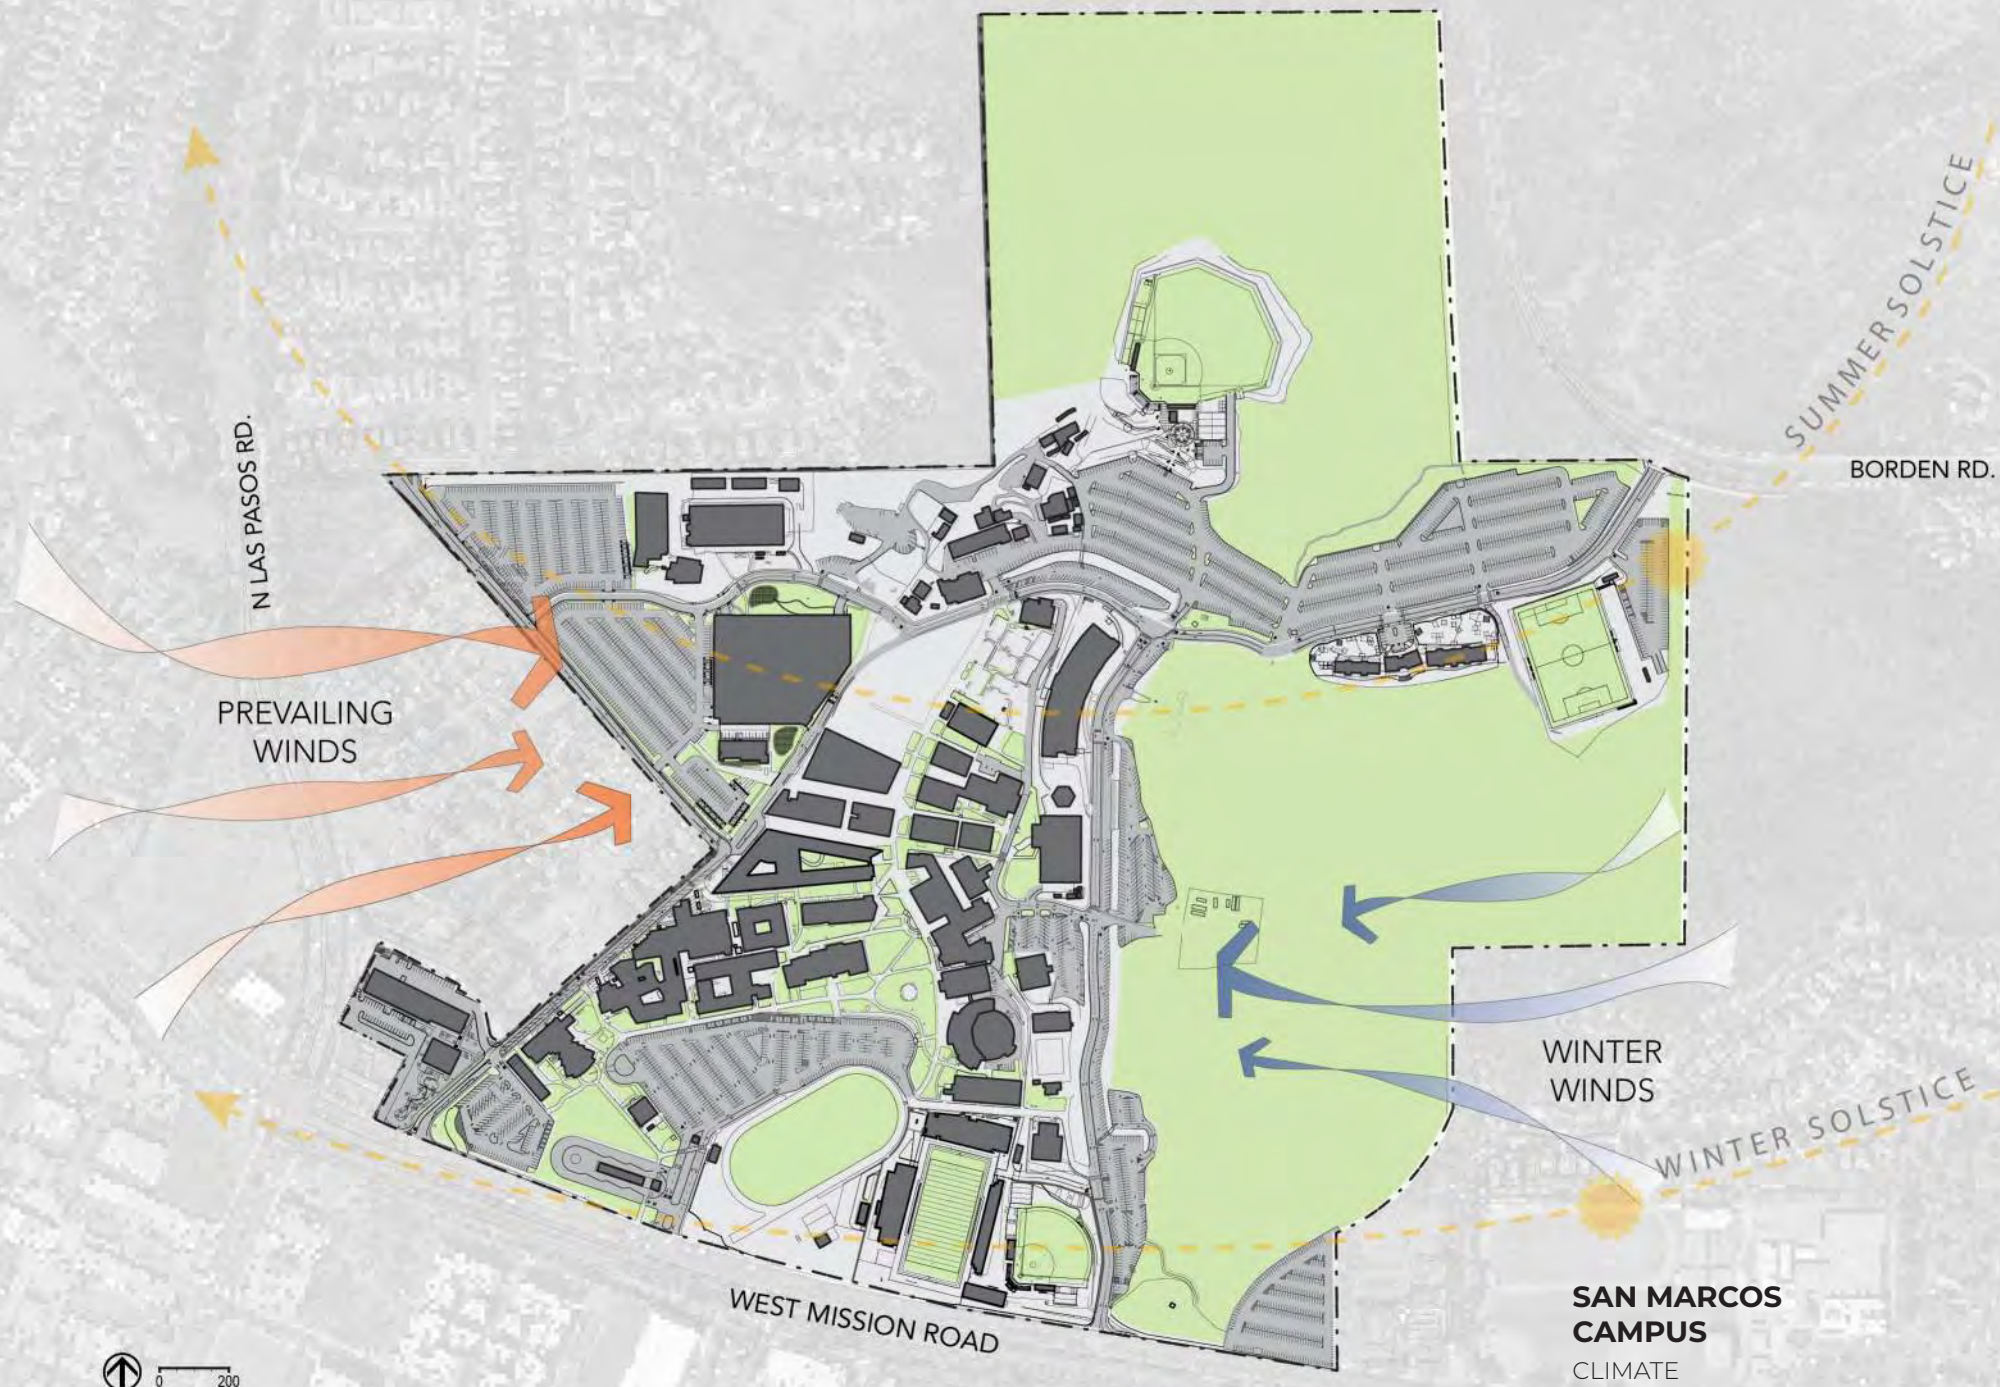 SUMMER SOLSTICE
N LAS PASOS RD.
BORDEN RD.
PREVAILING
WINDS
WINTER
WINDS
WINTER SOLSTICE
WEST MISSION ROAD
SAN MARCOS
CAMPUS
CLIMATE
0 200